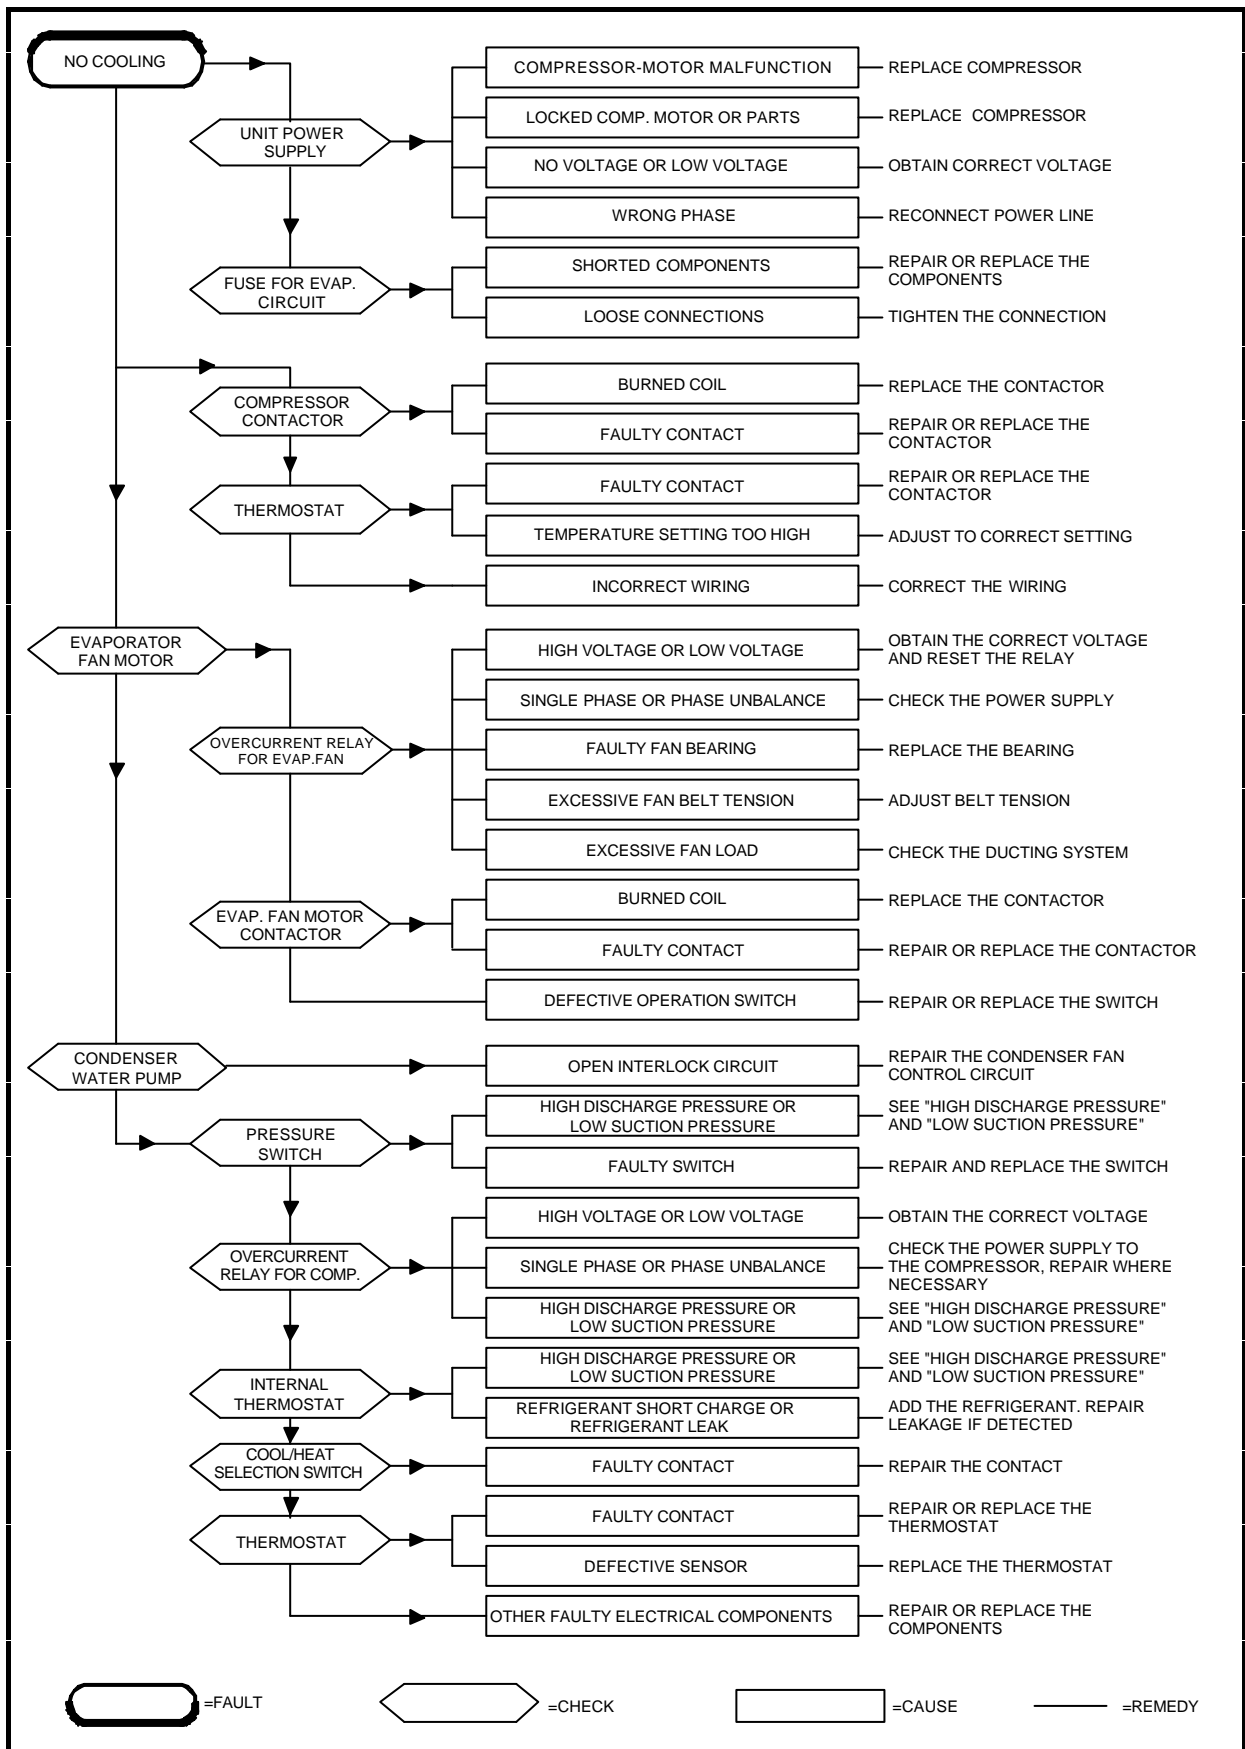 NO COOLING
COMPRESSOR-MOTOR MALFUNCTION
REPLACE COMPRESSOR
LOCKED COMP. MOTOR OR PARTS
REPLACE COMPRESSOR
UNIT POWER
SUPPLY
NO VOLTAGE OR LOW VOLTAGE
OBTAIN CORRECT VOLTAGE
WRONG PHASE
RECONNECT POWER LINE
FUSE FOR EVAP.
CIRCUIT
SHORTED COMPONENTS
REPAIR OR REPLACE THE
COMPONENTS
LOOSE CONNECTIONS
TIGHTEN THE CONNECTION
COMPRESSOR
CONTACTOR
BURNED COIL
REPLACE THE CONTACTOR
FAULTY CONTACT
REPAIR OR REPLACE THE
CONTACTOR
THERMOSTAT
FAULTY CONTACT
REPAIR OR REPLACE THE
CONTACTOR
TEMPERATURE SETTING TOO HIGH
ADJUST TO CORRECT SETTING
INCORRECT WIRING
CORRECT THE WIRING
EVAPORATOR
FAN MOTOR
HIGH VOLTAGE OR LOW VOLTAGE
OBTAIN THE CORRECT VOLTAGE
AND RESET THE RELAY
SINGLE PHASE OR PHASE UNBALANCE
CHECK THE POWER SUPPLY
OVERCURRENT RELAY
FOR EVAP.FAN
FAULTY FAN BEARING
REPLACE THE BEARING
EXCESSIVE FAN BELT TENSION
ADJUST BELT TENSION
EXCESSIVE FAN LOAD
CHECK THE DUCTING SYSTEM
EVAP. FAN MOTOR
CONTACTOR
BURNED COIL
REPLACE THE CONTACTOR
FAULTY CONTACT
REPAIR OR REPLACE THE CONTACTOR
DEFECTIVE OPERATION SWITCH
REPAIR OR REPLACE THE SWITCH
CONDENSER
WATER PUMP
OPEN INTERLOCK CIRCUIT
REPAIR THE CONDENSER FAN
CONTROL CIRCUIT
PRESSURE
SWITCH
HIGH DISCHARGE PRESSURE OR
LOW SUCTION PRESSURE
SEE "HIGH DISCHARGE PRESSURE"
AND "LOW SUCTION PRESSURE"
FAULTY SWITCH
REPAIR AND REPLACE THE SWITCH
OVERCURRENT
RELAY FOR COMP.
HIGH VOLTAGE OR LOW VOLTAGE
OBTAIN THE CORRECT VOLTAGE
SINGLE PHASE OR PHASE UNBALANCE
CHECK THE POWER SUPPLY TO
THE COMPRESSOR, REPAIR WHERE
NECESSARY
HIGH DISCHARGE PRESSURE OR
LOW SUCTION PRESSURE
SEE "HIGH DISCHARGE PRESSURE"
AND "LOW SUCTION PRESSURE"
INTERNAL
THERMOSTAT
HIGH DISCHARGE PRESSURE OR
LOW SUCTION PRESSURE
SEE "HIGH DISCHARGE PRESSURE"
AND "LOW SUCTION PRESSURE"
REFRIGERANT SHORT CHARGE OR
REFRIGERANT LEAK
ADD THE REFRIGERANT. REPAIR
LEAKAGE IF DETECTED
COOL/HEAT
SELECTION SWITCH
FAULTY CONTACT
REPAIR THE CONTACT
THERMOSTAT
FAULTY CONTACT
REPAIR OR REPLACE THE
THERMOSTAT
DEFECTIVE SENSOR
REPLACE THE THERMOSTAT
OTHER FAULTY ELECTRICAL COMPONENTS
REPAIR OR REPLACE THE
COMPONENTS
=FAULT
=CHECK
=CAUSE
=REMEDY